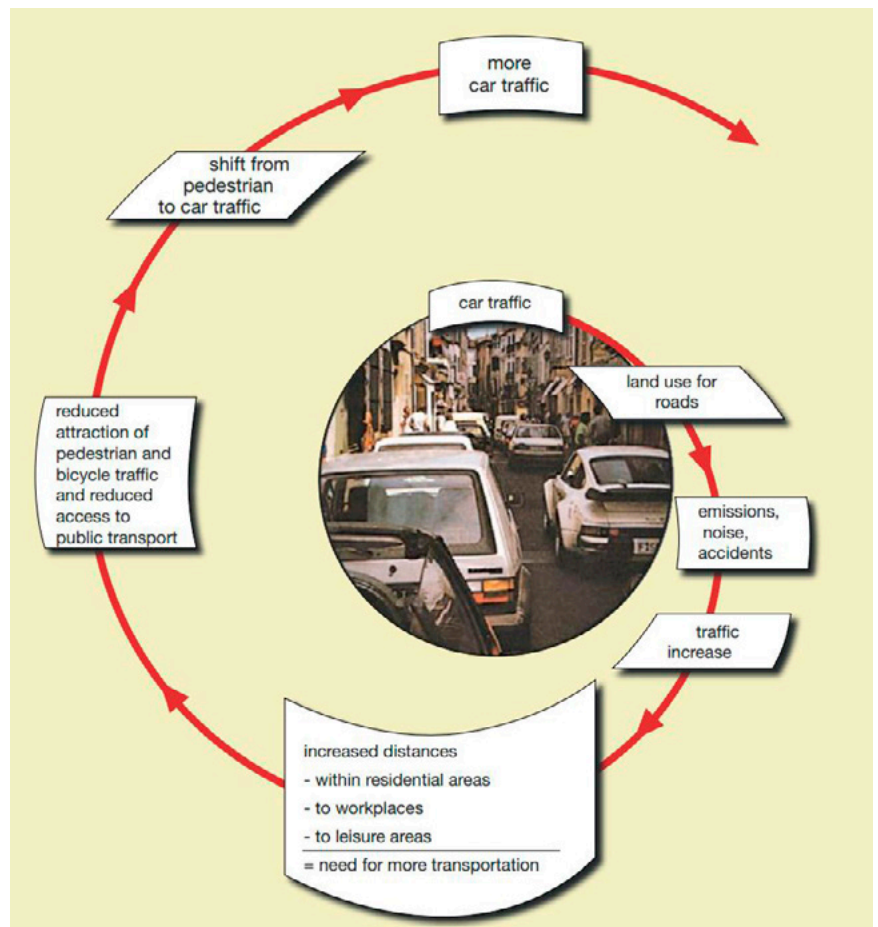 more
car traffic
shift from
pedestrian
to car traffic
car traffic
land use for
roads
emissions,
noise,
accidents
traffic
increase
increased distances
- within residential areas
- to workplaces
- to leisure areas
= need for more transportation
reduced
attraction of
pedestrian and
bicycle traffic
and reduced
access to
public transport